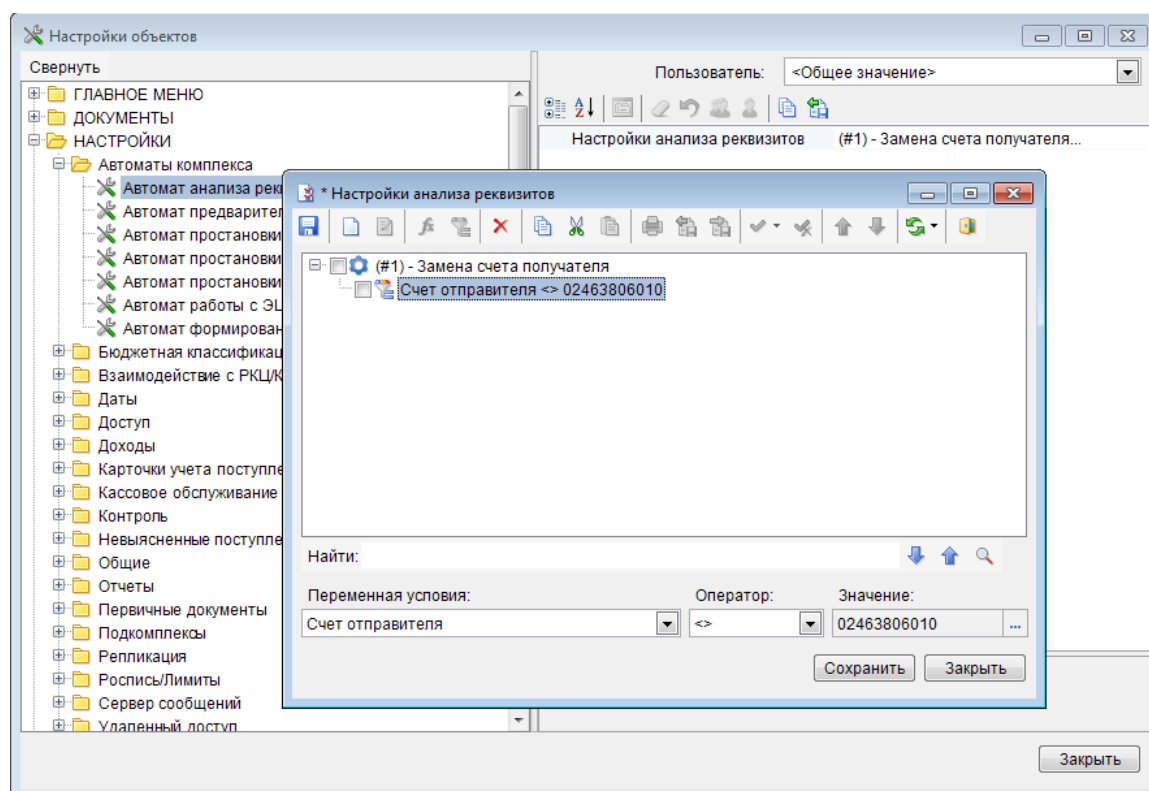 Настройки объектов
Свернуть
ГЛАВНОЕ МЕНЮ
ДОКУМЕНТЫ
НАСТРОЙКИ
Автоматы комплекса
Автомат анализа рек
Автомат предварител
Автомат простановки
Автомат простановки
Автомат простановки
Автомат работы с ЭЦ
Автомат формирован
Бюджетная классификац
Взаимодействие с РКЦ/К
Даты
Доступ
Доходы
Карточки учета поступле
Кассовое обслуживание
Контроль
Невыясненные поступле
Общие
Отчеты
Первичные документы
Подкомплексы
Репликация
Роспись/Лимиты
Сервер сообщений
Удаленный доступ
Пользователь: <Общее значение>
Настройки анализа реквизитов (#1) - Замена счета получателя...
* Настройки анализа реквизитов
(#1) - Замена счета получателя
Счет отправителя <> 02463806010
Найти:
Переменная условия: Оператор: Значение:
Счет отправителя <> 02463806010 ...
Сохранить Закрыть
Закрыть